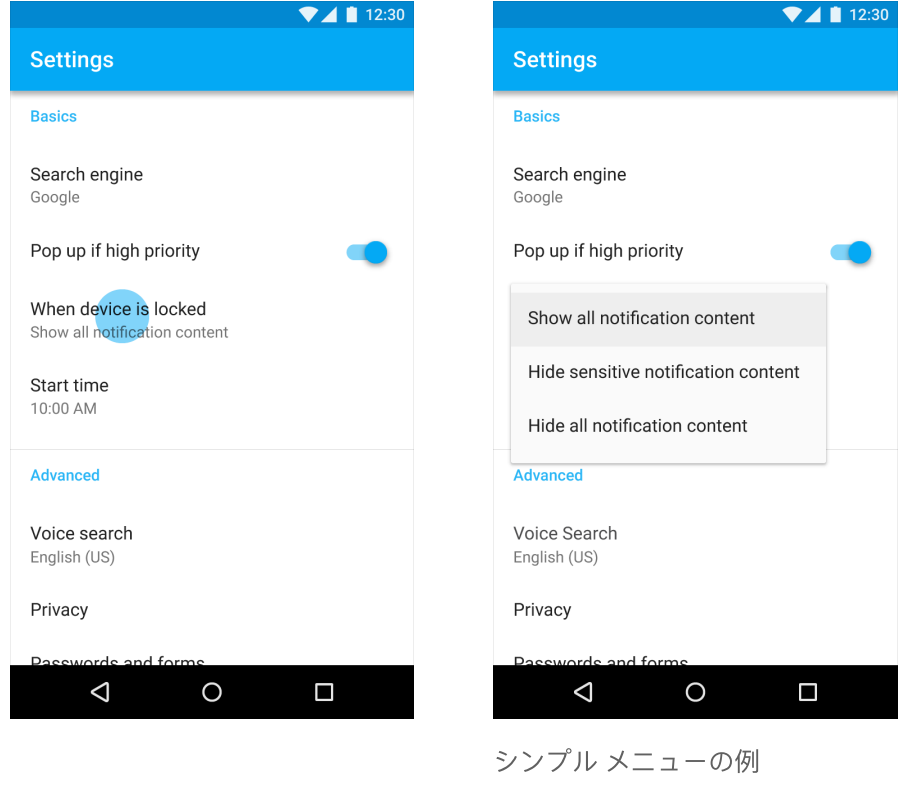 12:30
Settings
Basics
Search engine
Google
Pop up if high priority
When device is locked
Show all notification content
Start time
10:00 AM
Advanced
Voice search
English (US)
Privacy
Passwords and forms
12:30
Settings
Basics
Search engine
Google
Pop up if high priority
Show all notification content
Hide sensitive notification content
Hide all notification content
Advanced
Voice Search
English (US)
Privacy
Passwords and forms
シンプル メニューの例